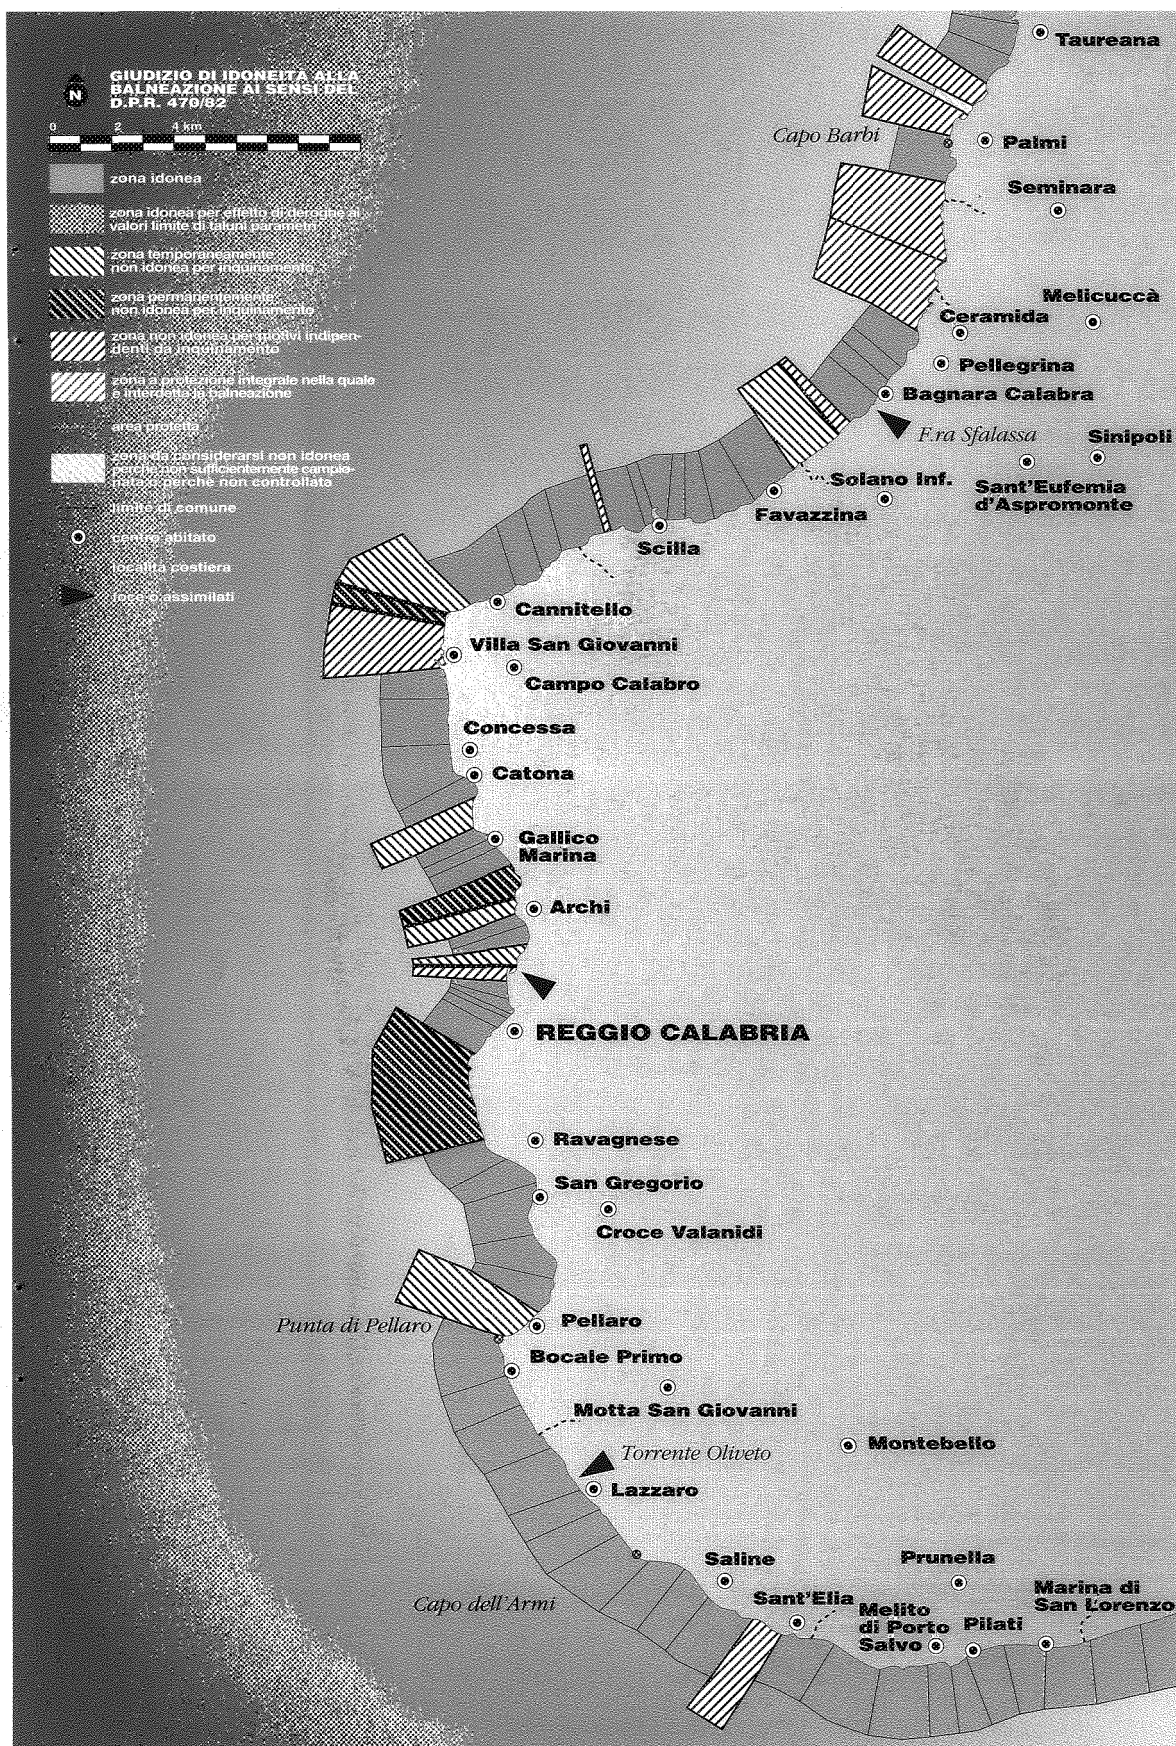 GIUDIZIO DI IDONEITA ALLA
BALNEAZIONE AI SENSI DEL
D.P.R. 470/82
N
0 2 4 km
zona idonea
zona idonea per effetto di deroghe ai
valori limite di taluni parametri
zona temporaneamente
non idonea per inquinamento
zona permanentemente
non idonea per inquinamento
zona non idonea per motivi indipen-
denti da inquinamento
zona a protezione integrale nella quale
e interdetta la balneazione
area protetta
zona da considerarsi non idonea
perchè non sufficientemente campio-
nata o perchè non controllata
limite di comune
centro abitato
località costiera
foce o assimilati
Taureana
Capo Barbi
Palmi
Seminara
Melicuccà
Ceramida
Pellegrina
Bagnara Calabra
F.ra Sfalassa
Sinipoli
Solano Inf.
Sant'Eufemia
d'Aspromonte
Favazzina
Scilla
Cannitello
Villa San Giovanni
Campo Calabro
Concessa
Catona
Gallico
Marina
Archi
REGGIO CALABRIA
Ravagnese
San Gregorio
Croce Valanidi
Punta di Pellaro
Pellaro
Bocale Primo
Motta San Giovanni
Montebello
Torrente Oliveto
Lazzaro
Saline
Prunella
Capo dell'Armi
Sant'Elia
Marina di
San Lorenzo
Melito
di Porto
Salvo
Pilati